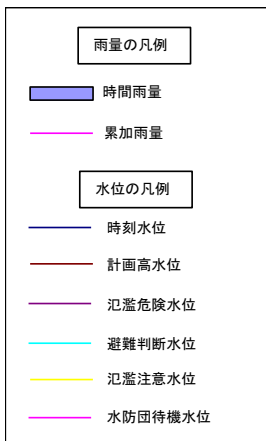 雨量の凡例
時間雨量
累加雨量
水位の凡例
時刻水位
計画高水位
氾濫危険水位
避難判断水位
氾濫注意水位
水防団待機水位